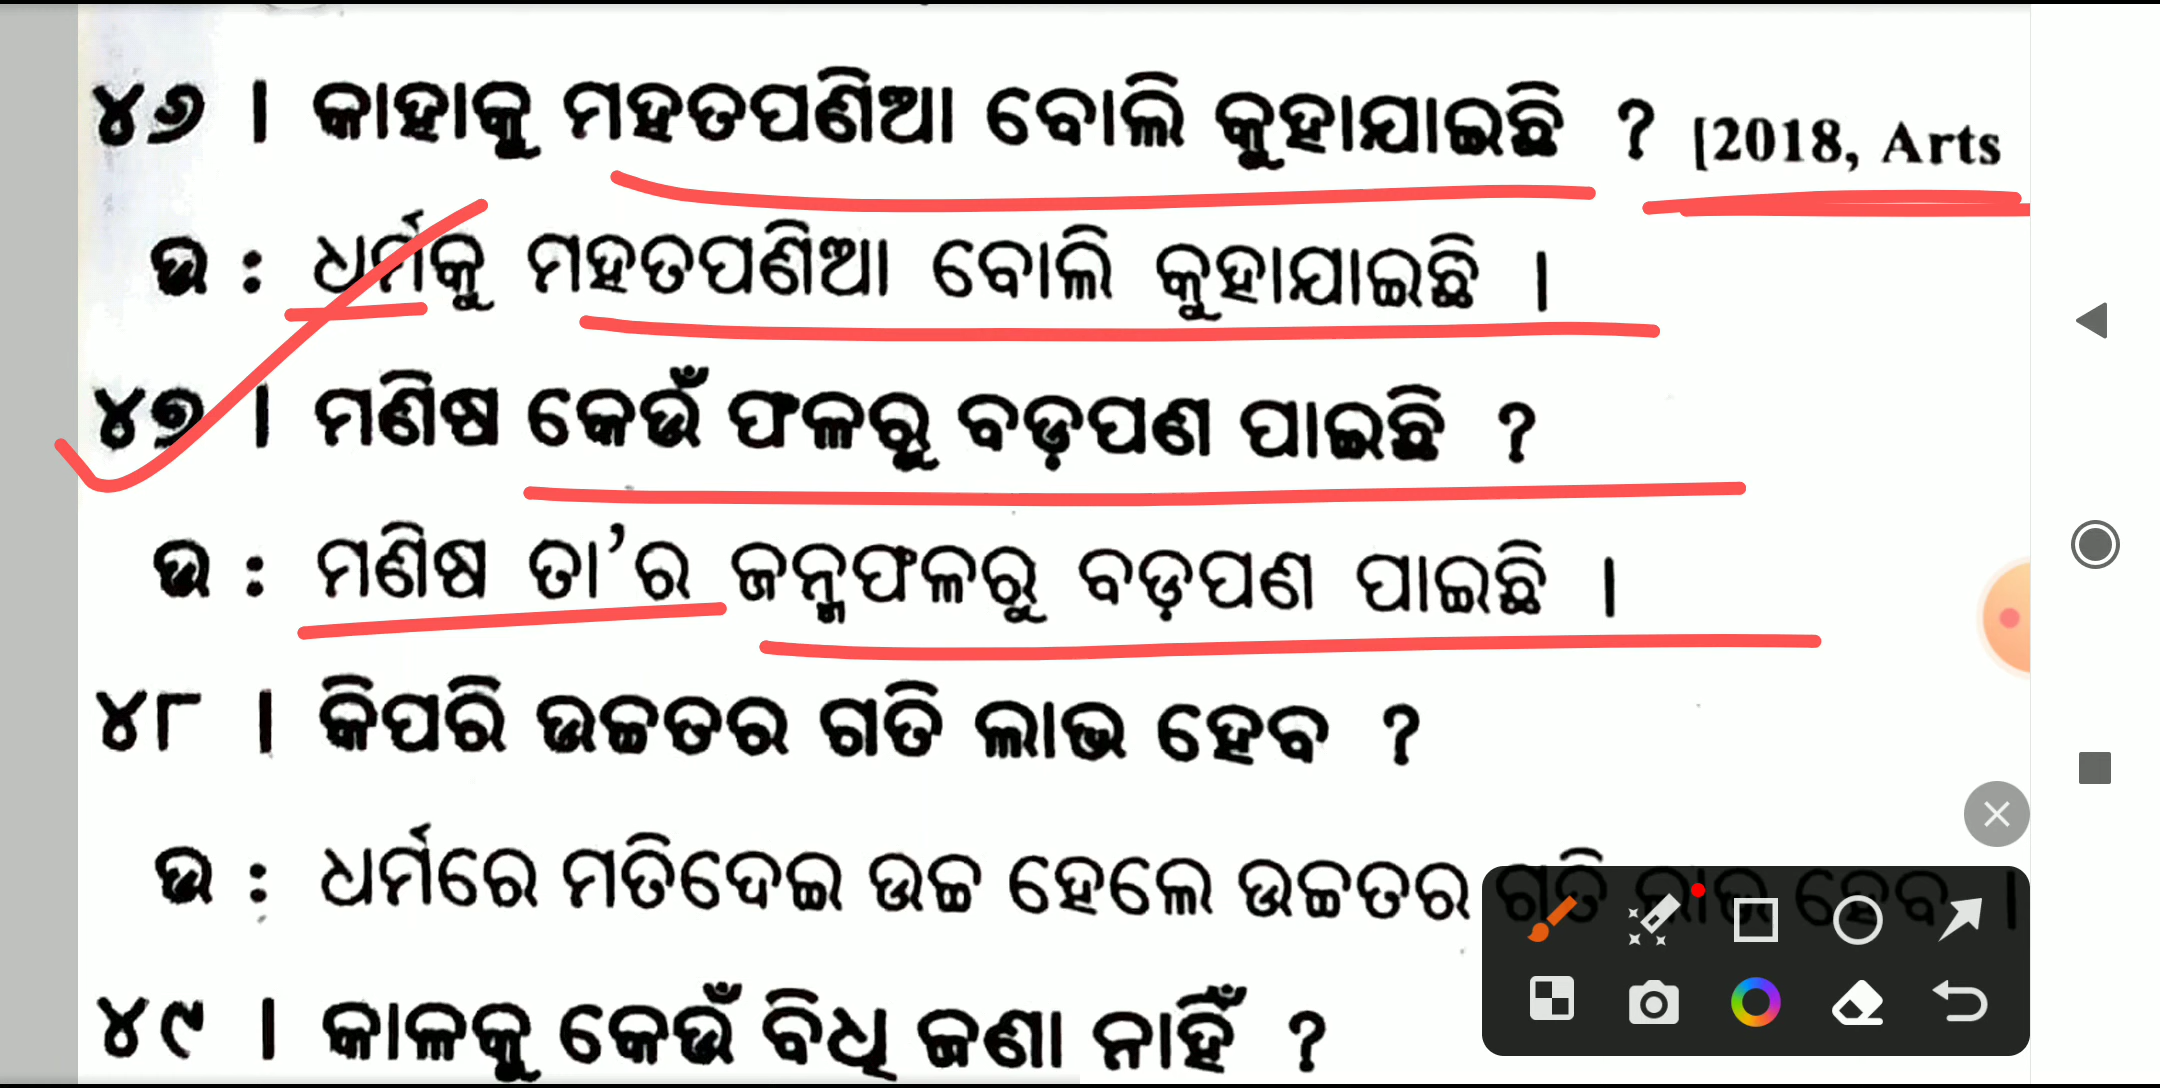 ୪୬ । କାହାକୁ ମହତପଣିଆ ବୋଲି କୁହାଯାଇଛି ? [2018, Arts
ଉ : ଧର୍ମକୁ ମହତପଣିଆ ବୋଲି କୁହାଯାଇଛି ।
୪୭ । ମଣିଷ କେଉଁ ଫଳରୁ ବଡ଼ପଣ ପାଇଛି ?
ଉ : ମଣିଷ ତା’ର ଜନ୍ମଫଳରୁ ବଡ଼ପଣ ପାଇଛି ।
୪୮ । କିପରି ଉଚ୍ଚତର ଗତି ଲାଭ ହେବ ?
ଉ : ଧର୍ମରେ ମତିଦେଇ ଉଚ୍ଚ ହେଲେ ଉଚ୍ଚତର ଗତି ଲାଭ ହେବ ।
୪୯ । କାଳକୁ କେଉଁ ବିଧି ଜଣା ନାହିଁ ?